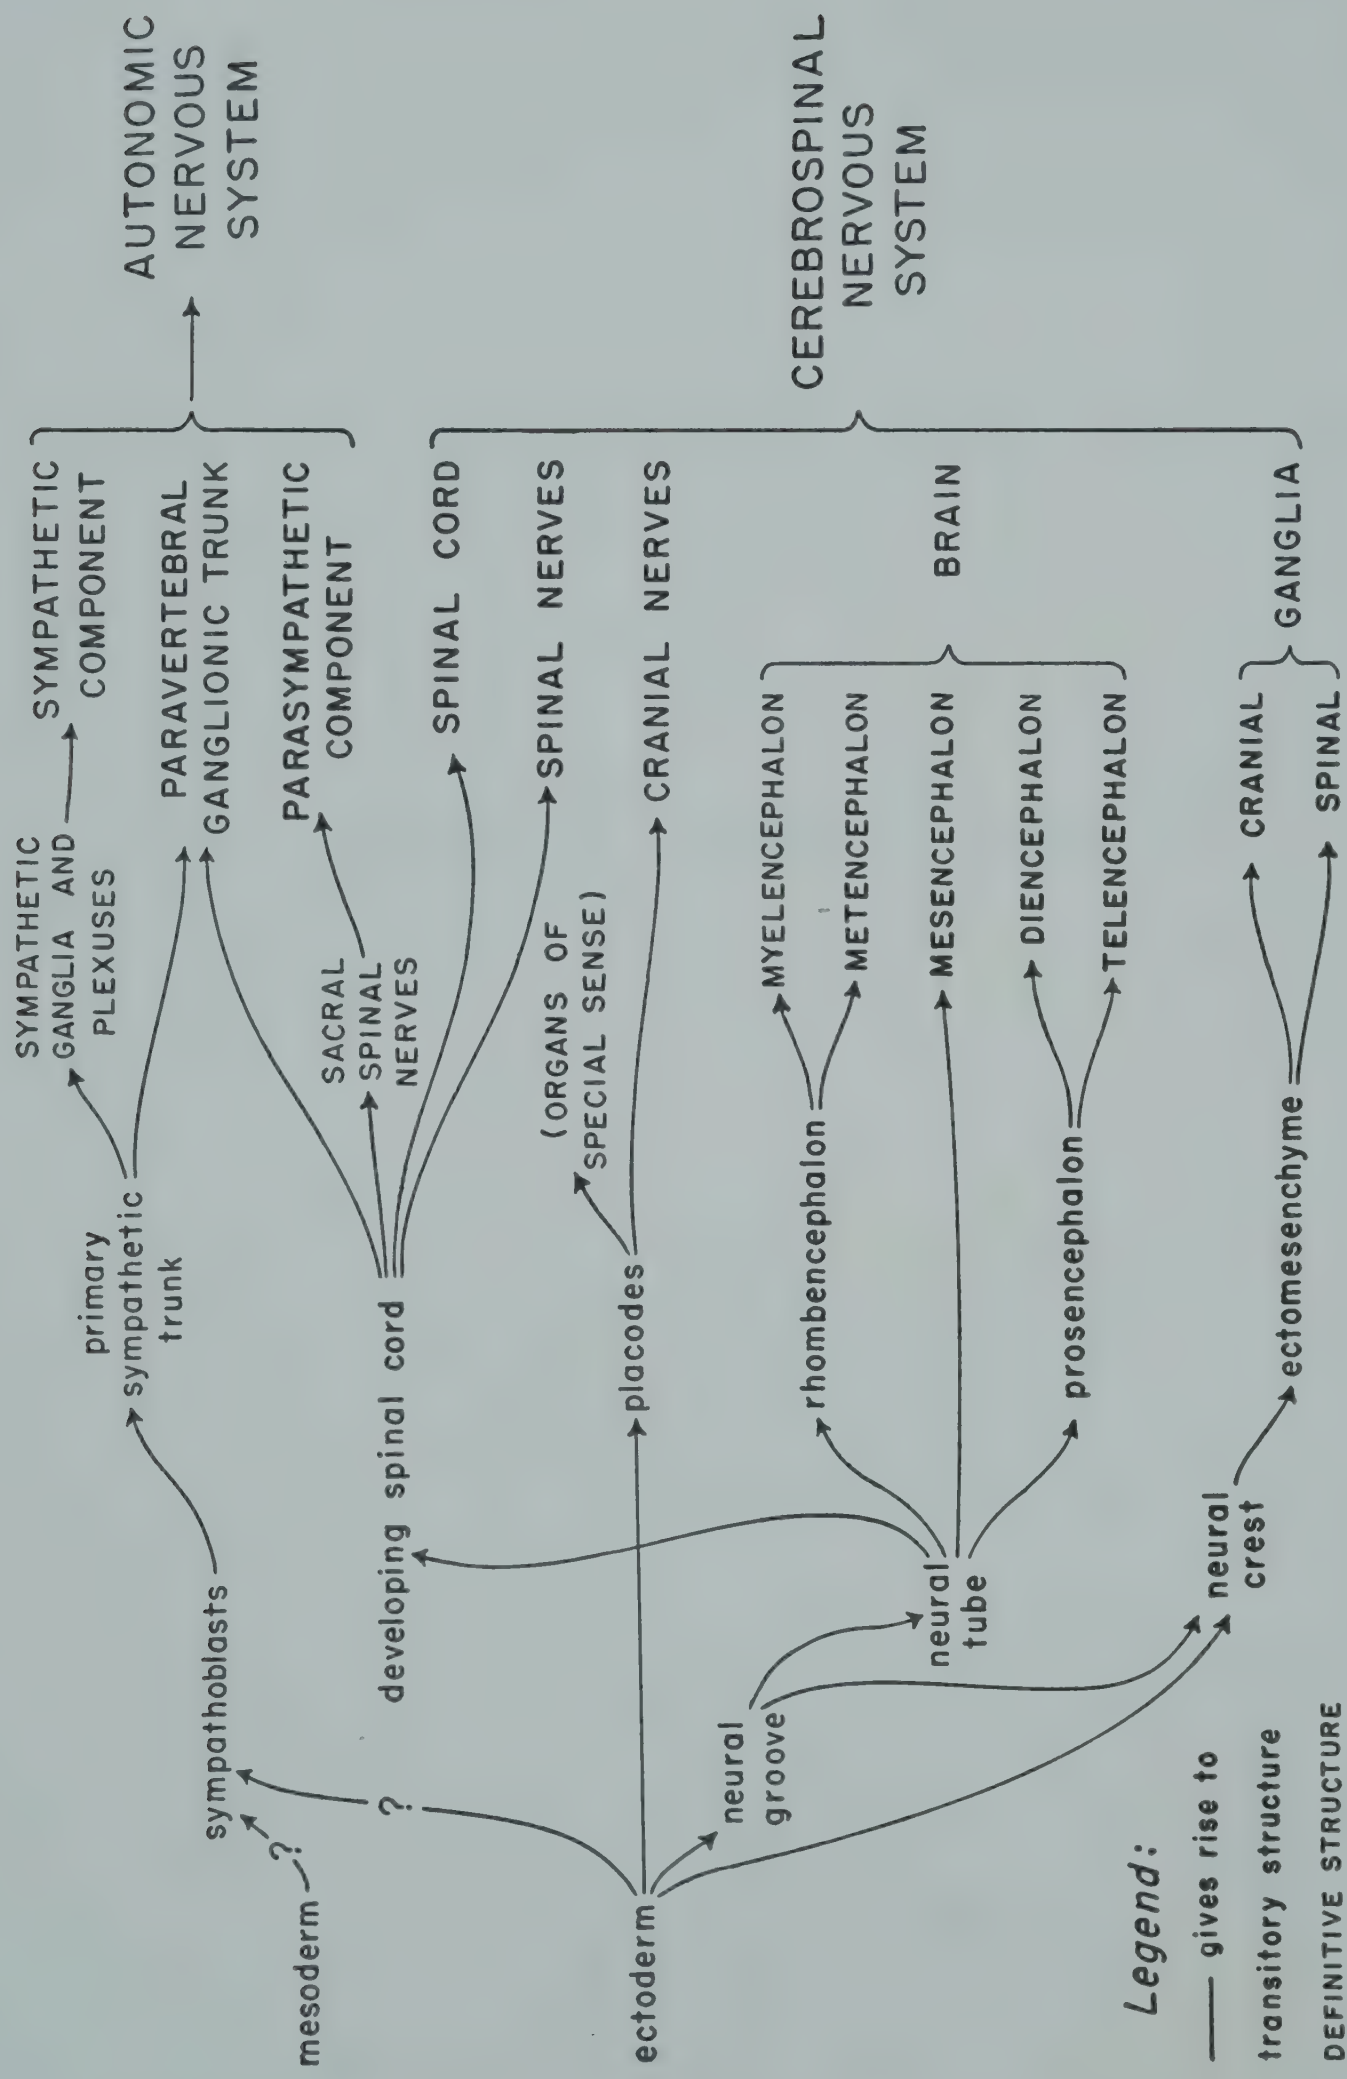 SYMPATHETIC
GANGLIA AND
PLEXUSES
SYMPATHETIC
COMPONENT
AUTONOMIC
NERVOUS
SYSTEM
primary
sympathetic
trunk
PARAVERTEBRAL
GANGLIONIC TRUNK
sympathoblasts
mesoderm
?
?
PARASYMPATHETIC
COMPONENT
SACRAL
SPINAL
NERVES
developing spinal cord
SPINAL CORD
SPINAL NERVES
(ORGANS OF
SPECIAL SENSE)
ectoderm
placodes
CRANIAL NERVES
CEREBROSPINAL
NERVOUS
SYSTEM
neural
groove
rhombencephalon
MYELENCEPHALON
METENCEPHALON
neural
tube
MESENCEPHALON
BRAIN
prosencephalon
DIENCEPHALON
TELENCEPHALON
neural
crest
ectomesenchyme
CRANIAL
SPINAL
GANGLIA
Legend:
gives rise to
transitory structure
DEFINITIVE STRUCTURE